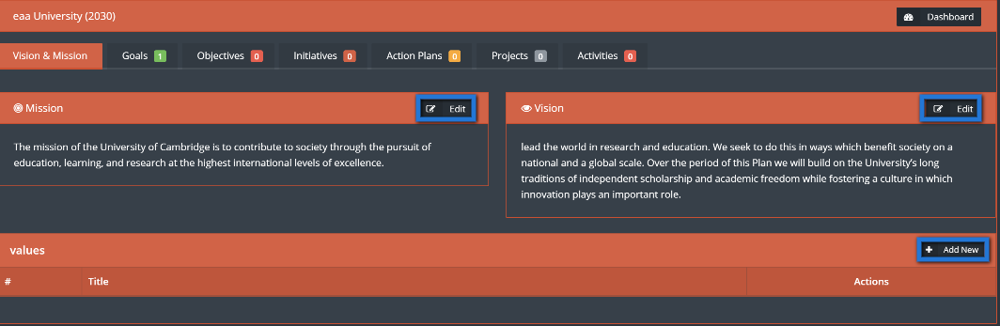 eaa University (2030)
Dashboard
Vision & Mission
Goals 1
Objectives 0
Initiatives 0
Action Plans 0
Projects 0
Activities 0
Mission
Edit
The mission of the University of Cambridge is to contribute to society through the pursuit of
education, learning, and research at the highest international levels of excellence.
Vision
Edit
lead the world in research and education. We seek to do this in ways which benefit society on a
national and a global scale. Over the period of this Plan we will build on the University's long
traditions of independent scholarship and academic freedom while fostering a culture in which
innovation plays an important role.
values
Add New
# Title Actions